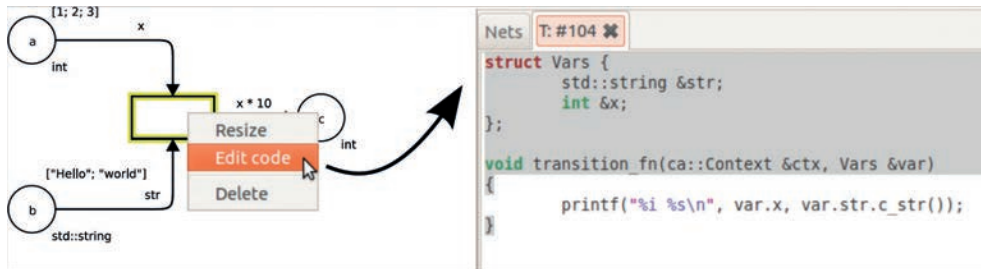 [1; 2; 3]
x
a
int
x * 10
c
int
Resize
Edit code
Delete
["Hello"; "world"]
str
b
std::string
Nets
T: #104
struct Vars {
std::string &str;
int &x;
};
void transition_fn(ca::Context &ctx, Vars &var)
{
printf("%i %s\n", var.x, var.str.c_str());
}